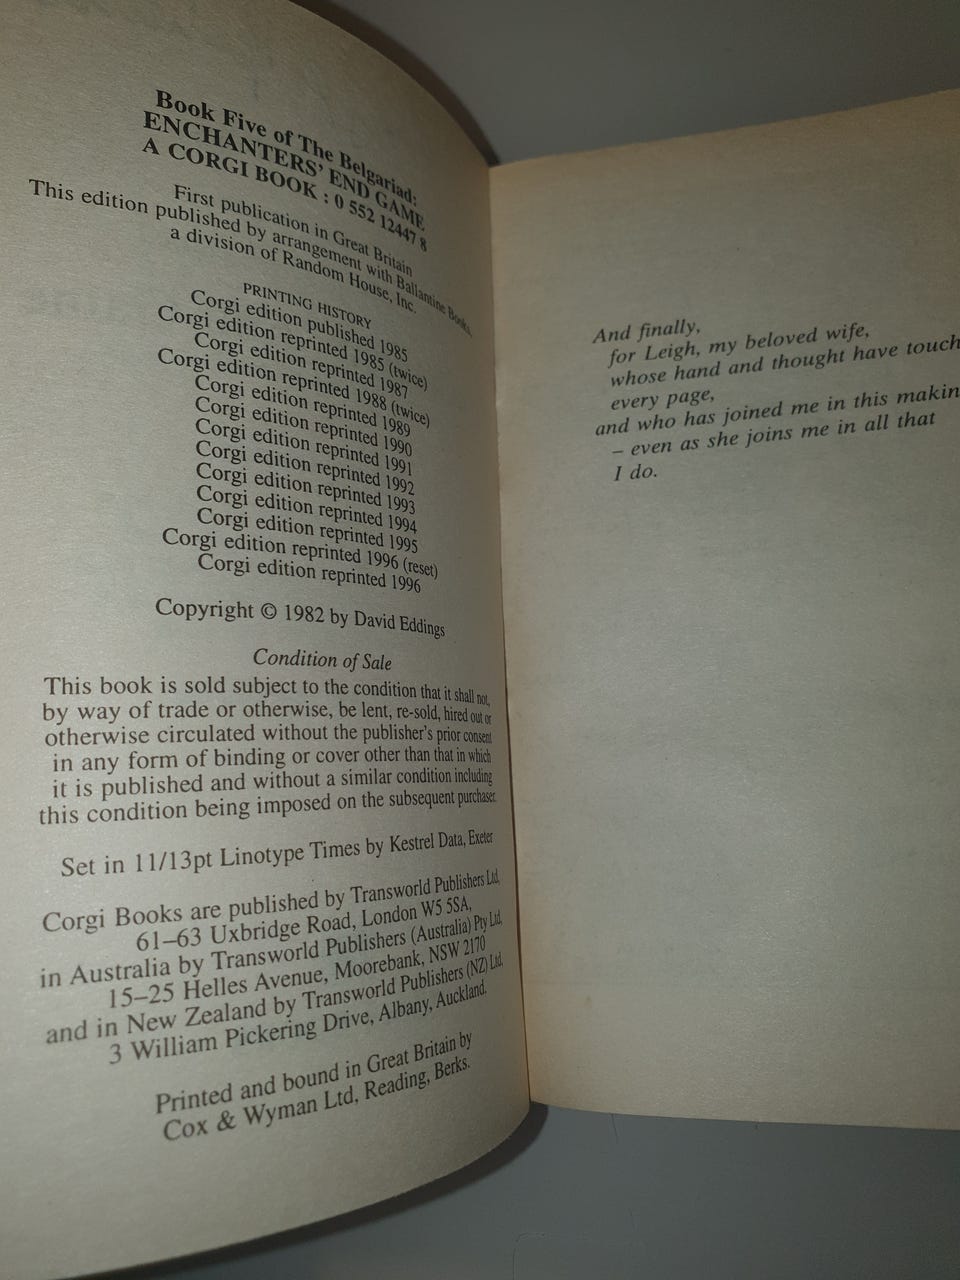 Book Five of The Belgariad:
ENCHANTERS' END GAME
A CORGI BOOK : 0 552 12447 8
First publication in Great Britain
This edition published by arrangement with Ballantine Books,
a division of Random House, Inc.
PRINTING HISTORY
Corgi edition published 1985
Corgi edition reprinted 1985 (twice)
Corgi edition reprinted 1987
Corgi edition reprinted 1988 (twice)
Corgi edition reprinted 1989
Corgi edition reprinted 1990
Corgi edition reprinted 1991
Corgi edition reprinted 1992
Corgi edition reprinted 1993
Corgi edition reprinted 1994
Corgi edition reprinted 1995
Corgi edition reprinted 1996 (reset)
Corgi edition reprinted 1996
Copyright © 1982 by David Eddings
Condition of Sale
This book is sold subject to the condition that it shall not,
by way of trade or otherwise, be lent, re-sold, hired out or
otherwise circulated without the publisher's prior consent
in any form of binding or cover other than that in which
it is published and without a similar condition including
this condition being imposed on the subsequent purchaser.
Set in 11/13pt Linotype Times by Kestrel Data, Exeter
Corgi Books are published by Transworld Publishers Ltd,
61–63 Uxbridge Road, London W5 5SA,
in Australia by Transworld Publishers (Australia) Pty Ltd,
15–25 Helles Avenue, Moorebank, NSW 2170
and in New Zealand by Transworld Publishers (NZ) Ltd,
3 William Pickering Drive, Albany, Auckland.
Printed and bound in Great Britain by
Cox & Wyman Ltd, Reading, Berks.
And finally,
for Leigh, my beloved wife,
whose hand and thought have touch
every page,
and who has joined me in this makin
– even as she joins me in all that
I do.